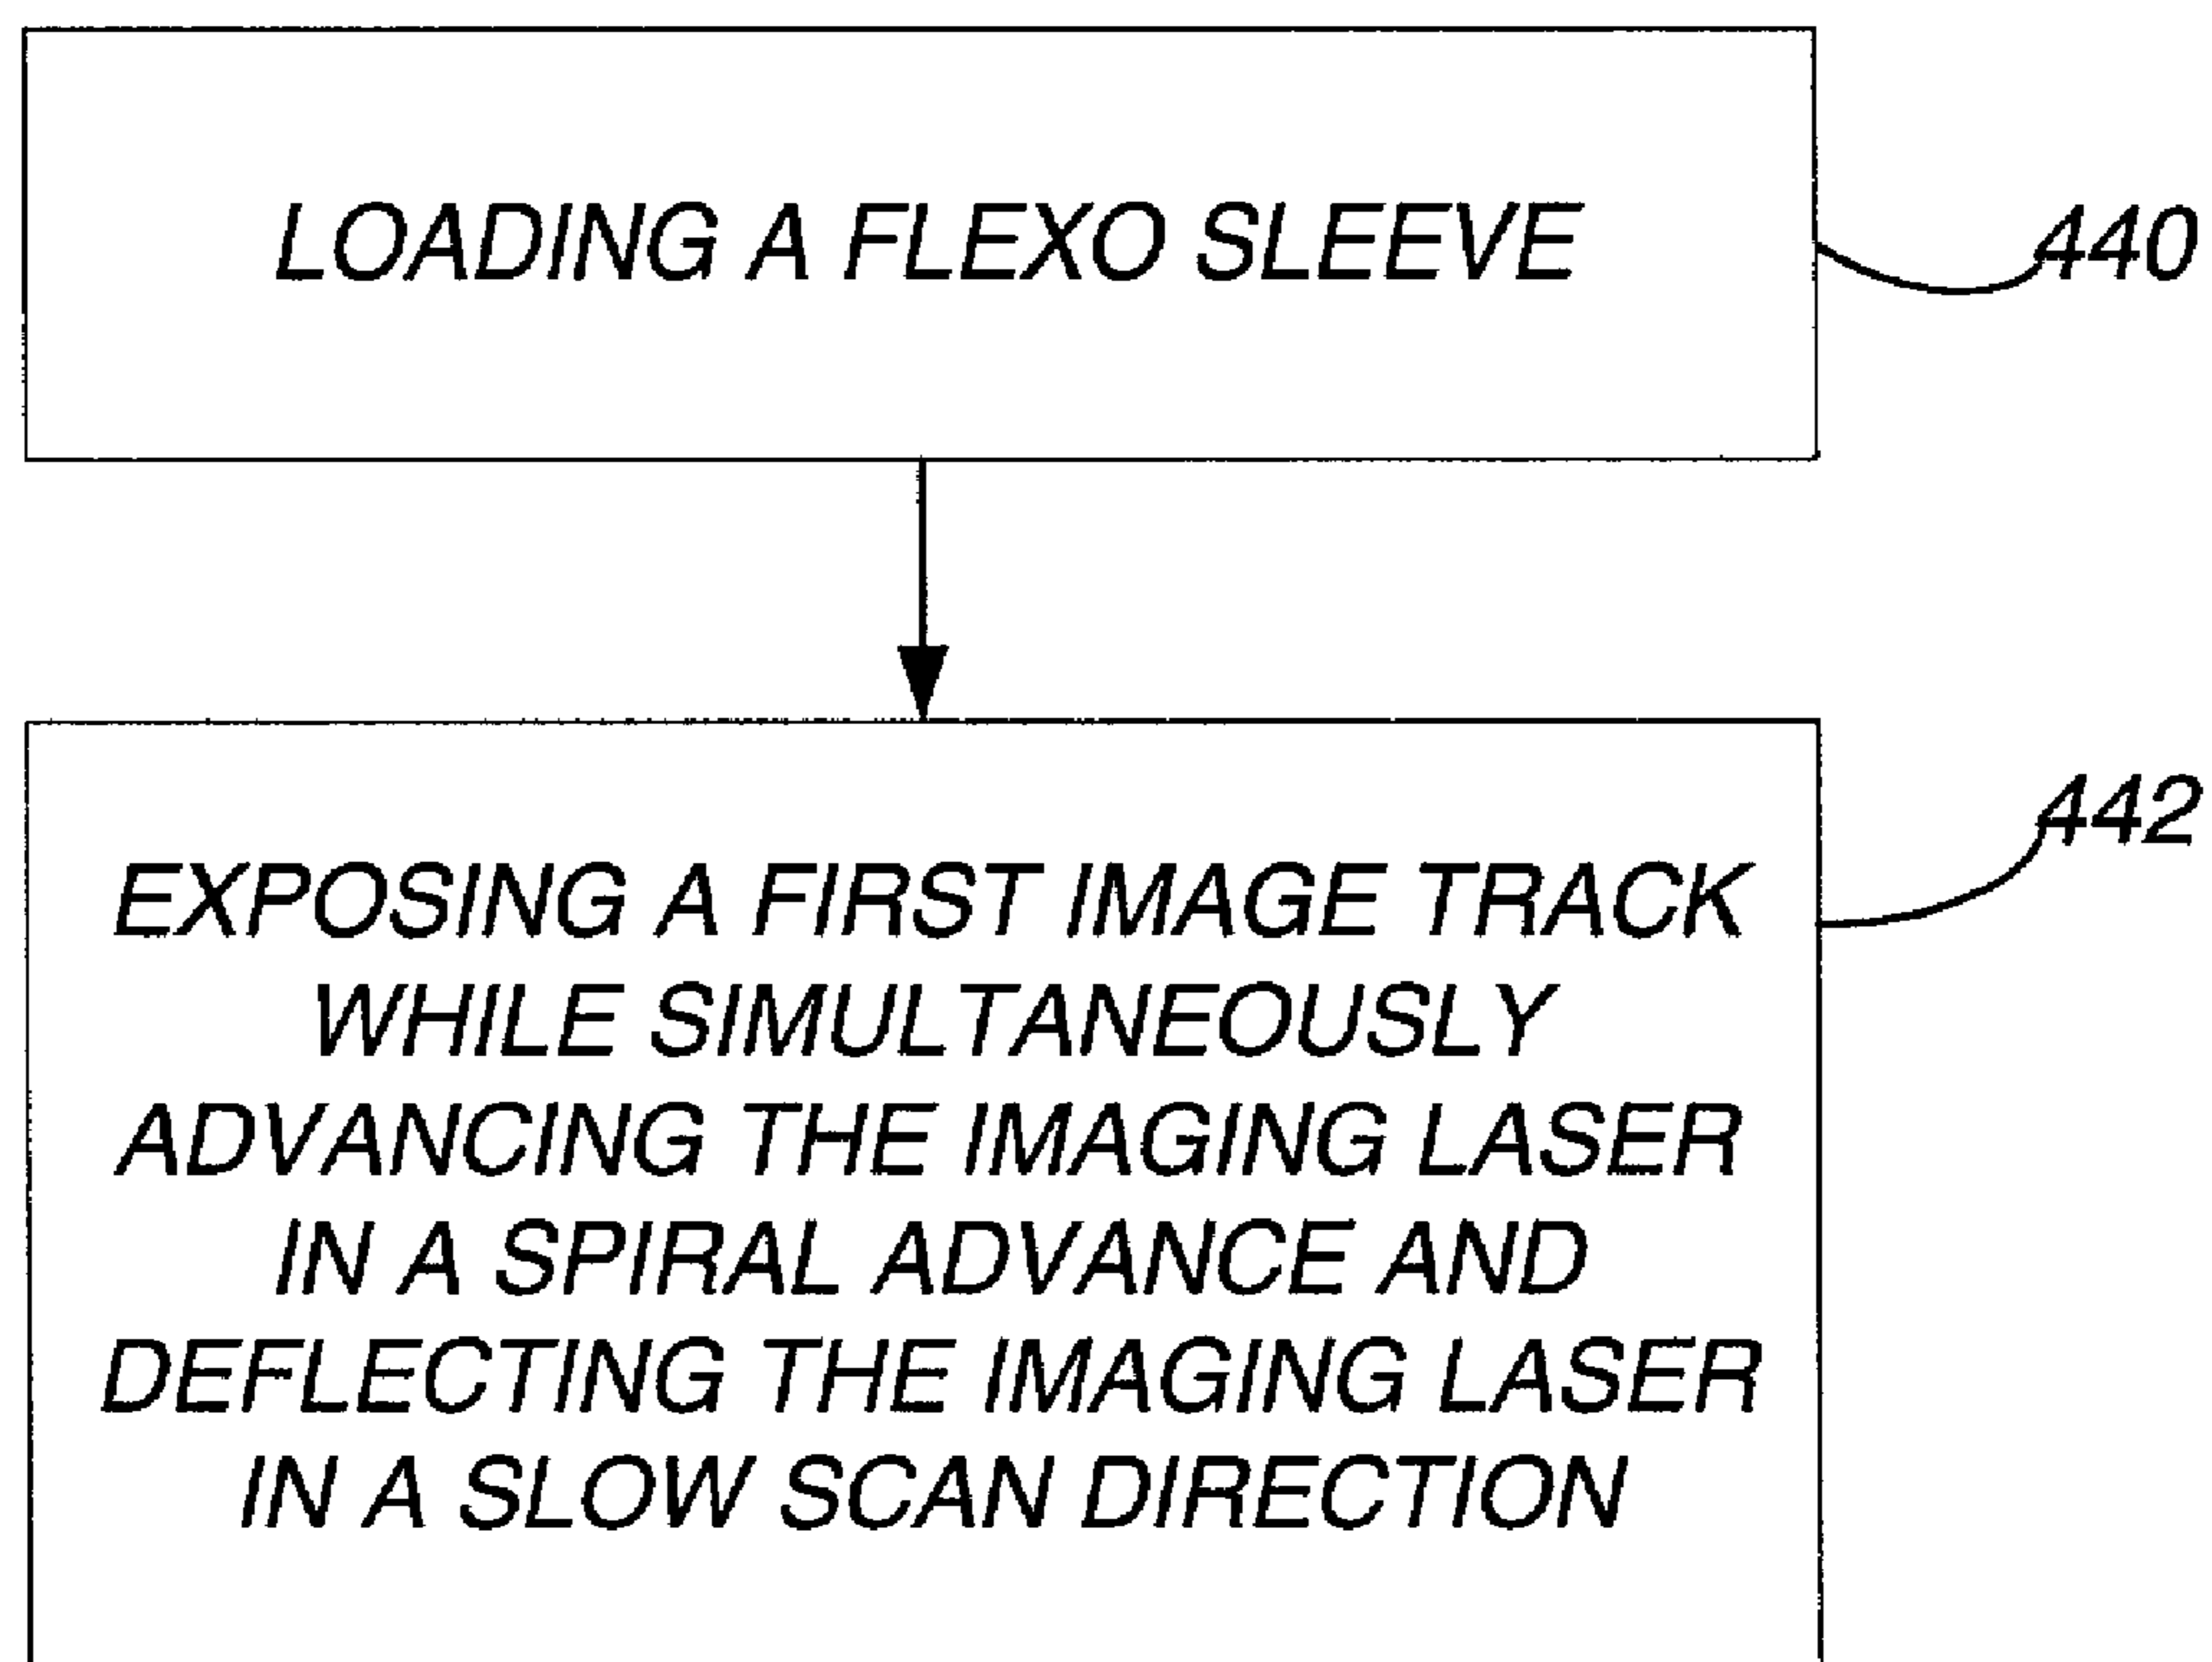 LOADING A FLEXO SLEEVE
440
442
EXPOSING A FIRST IMAGE TRACK
WHILE SIMULTANEOUSLY
ADVANCING THE IMAGING LASER
IN A SPIRAL ADVANCE AND
DEFLECTING THE IMAGING LASER
IN A SLOW SCAN DIRECTION